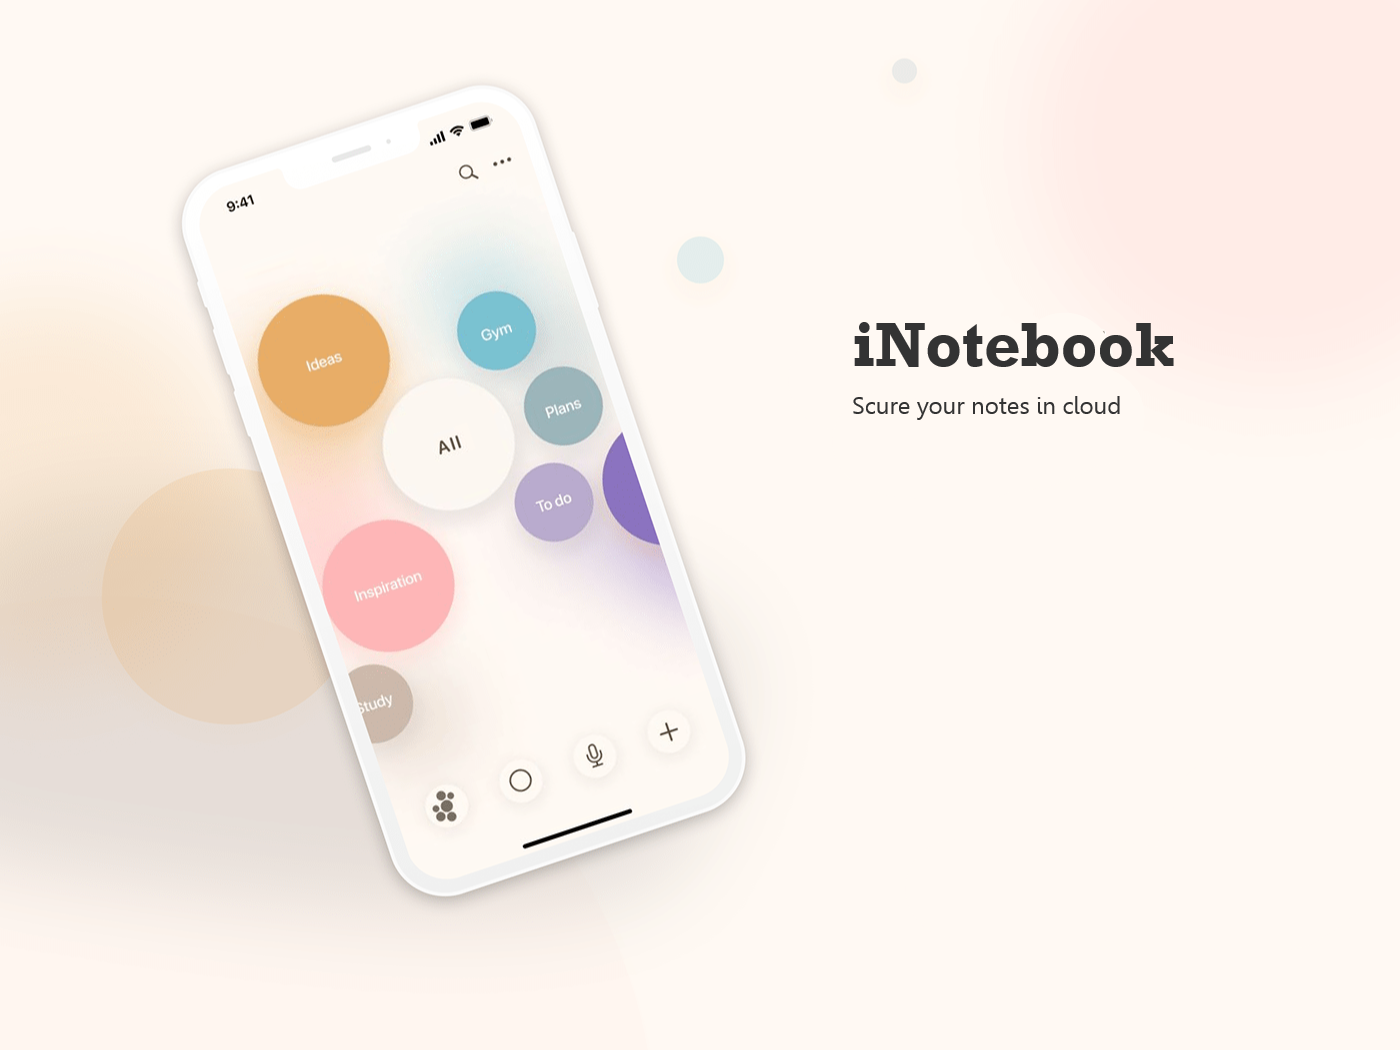 9:41
Ideas
Gym
Plans
All
To do
Inspiration
Study
iNotebook
Scure your notes in cloud